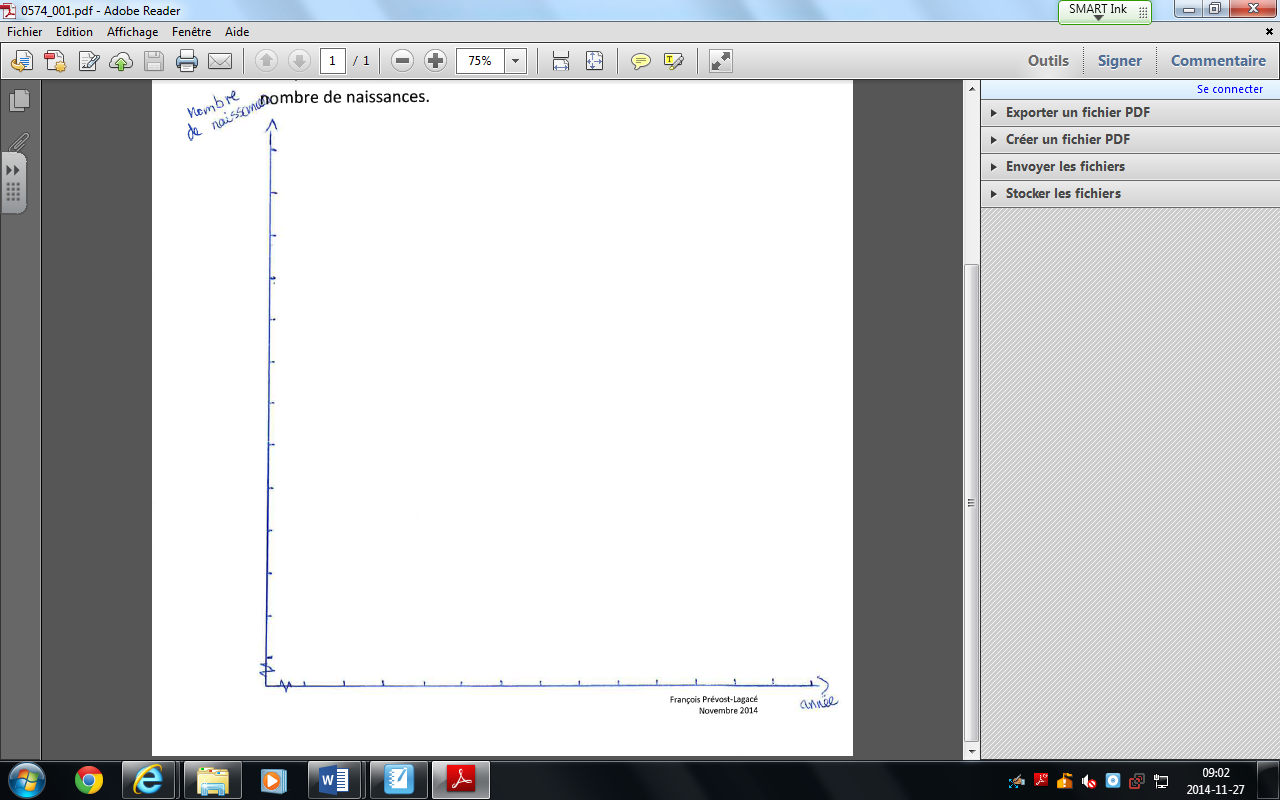 0574_001.pdf - Adobe Reader
SMART Ink
Fichier Edition Affichage Fenêtre Aide
1 / 1 75% Outils Signer Commentaire
Se connecter
Exporter un fichier PDF
Créer un fichier PDF
Envoyer les fichiers
Stocker les fichiers
nombre de naissances.
nombre
de naissances
François Prévost-Lagacé
Novembre 2014
année
09:02
2014-11-27